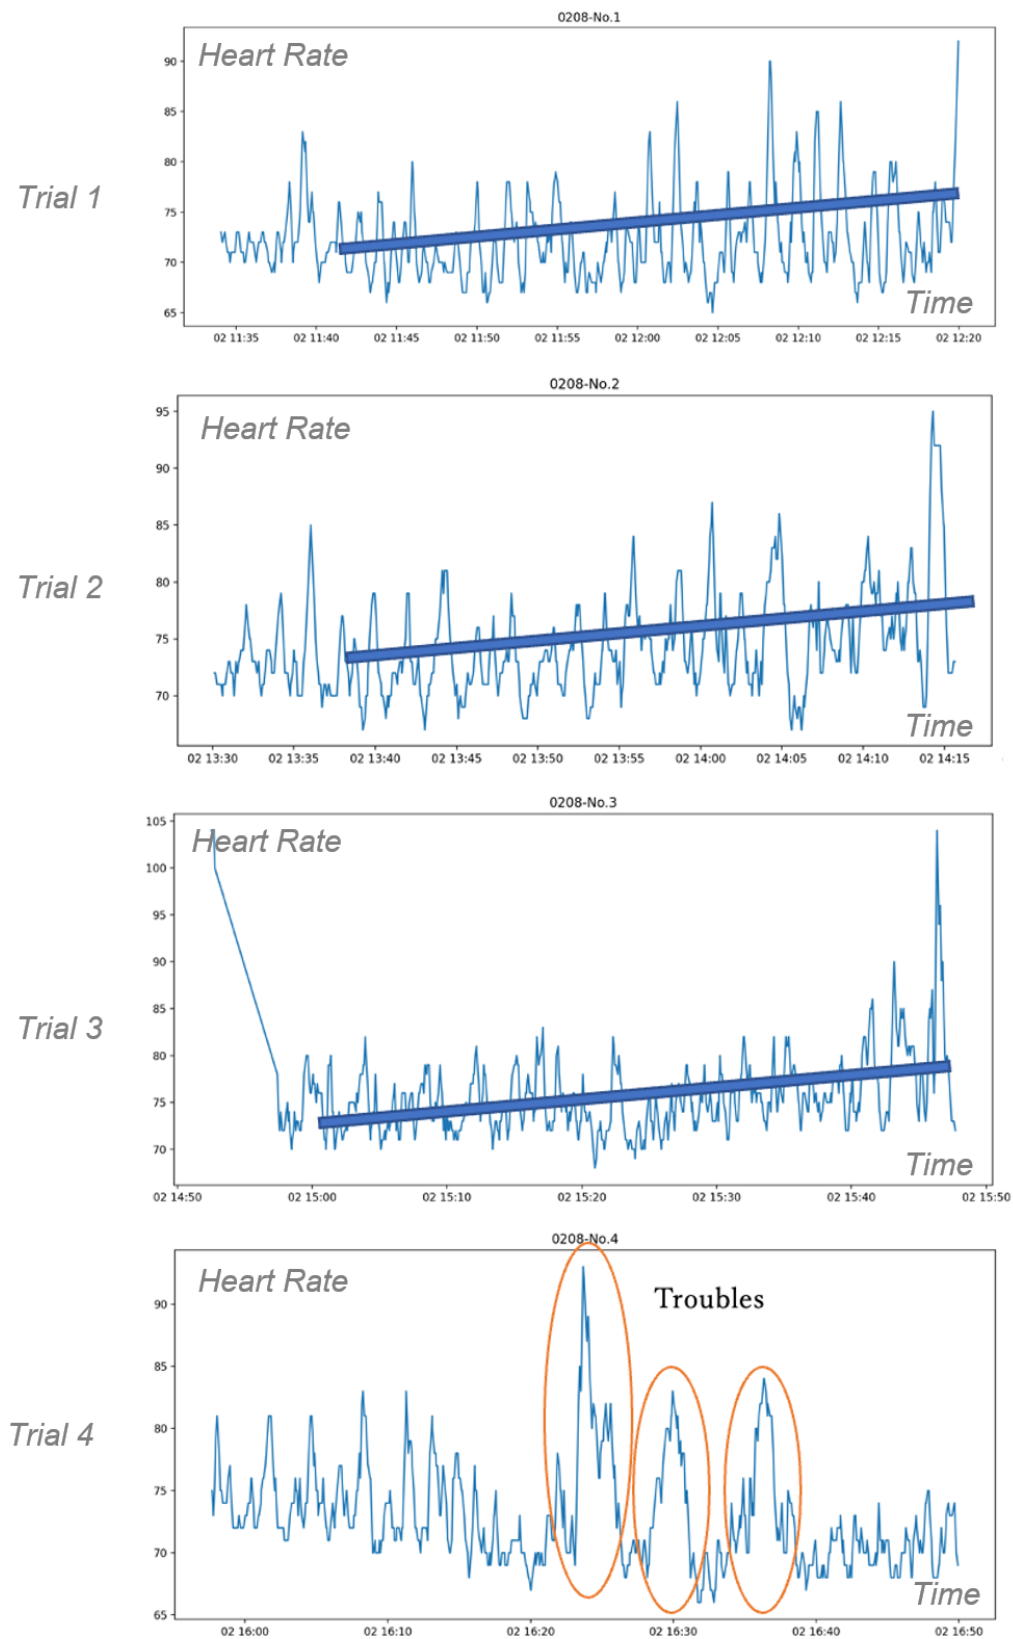 0208-No.1
Heart Rate
90
85
80
75
70
65
Trial 1
Time
02 11:35 02 11:40 02 11:45 02 11:50 02 11:55 02 12:00 02 12:05 02 12:10 02 12:15 02 12:20
0208-No.2
Heart Rate
95
90
85
80
75
70
Trial 2
Time
02 13:30 02 13:35 02 13:40 02 13:45 02 13:50 02 13:55 02 14:00 02 14:05 02 14:10 02 14:15
0208-No.3
Heart Rate
105
100
95
90
85
80
75
70
Trial 3
Time
02 14:50 02 15:00 02 15:10 02 15:20 02 15:30 02 15:40 02 15:50
0208-No.4
Heart Rate
Troubles
90
85
80
75
70
65
Trial 4
Time
02 16:00 02 16:10 02 16:20 02 16:30 02 16:40 02 16:50